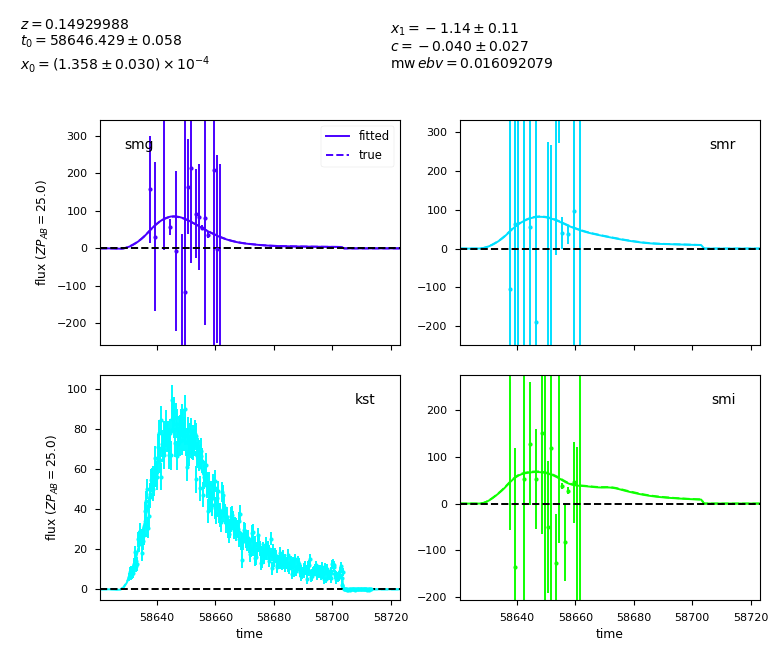 z = 0.14929988
t0 = 58646.429 ± 0.058
x0 = (1.358 ± 0.030) × 10^-4
x1 = −1.14 ± 0.11
c = −0.040 ± 0.027
mw ebv = 0.016092079
smg
fitted
true
300
200
100
0
−100
−200
flux (ZP_AB = 25.0)
smr
300
200
100
0
−100
−200
kst
100
80
60
40
20
0
flux (ZP_AB = 25.0)
58640 58660 58680 58700 58720
time
smi
200
100
0
−100
−200
58640 58660 58680 58700 58720
time